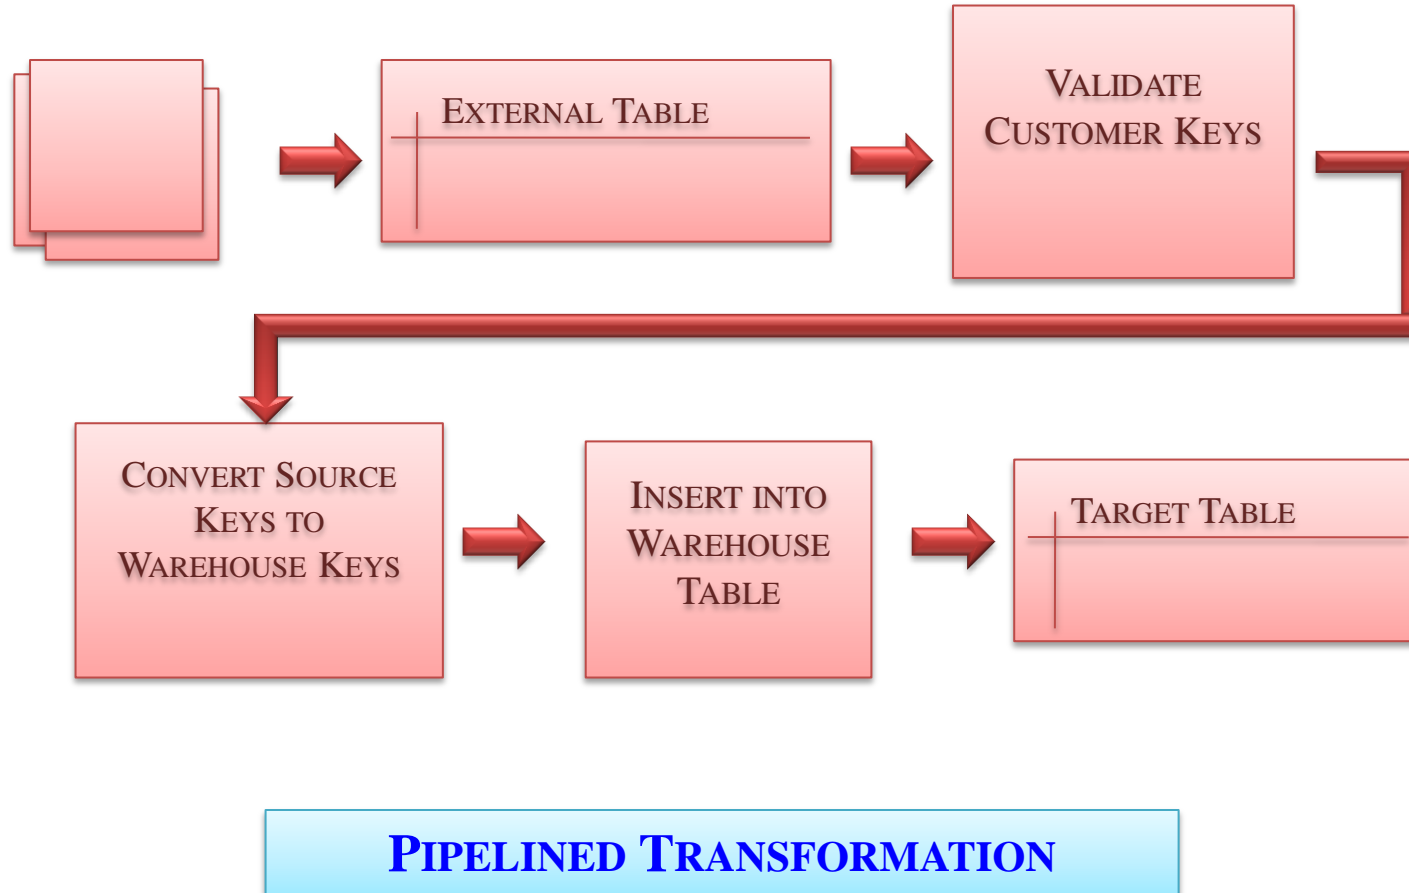 External Table
Validate
Customer Keys
Convert Source
Keys to
Warehouse Keys
Insert into
Warehouse
Table
Target Table
Pipelined Transformation